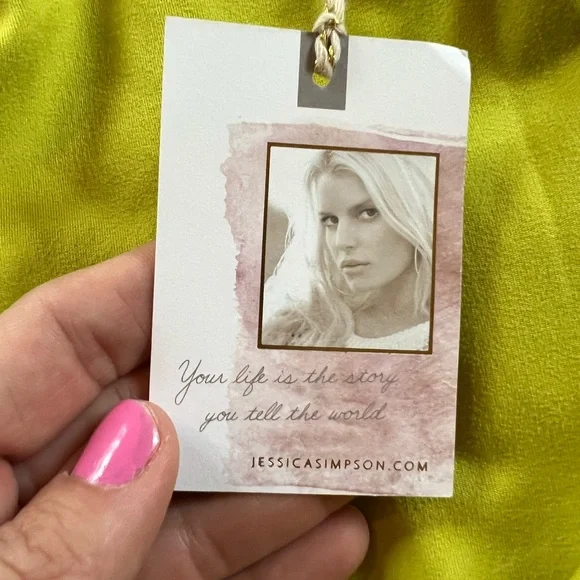 Your life is the story
you tell the world
JESSICASIMPSON.COM